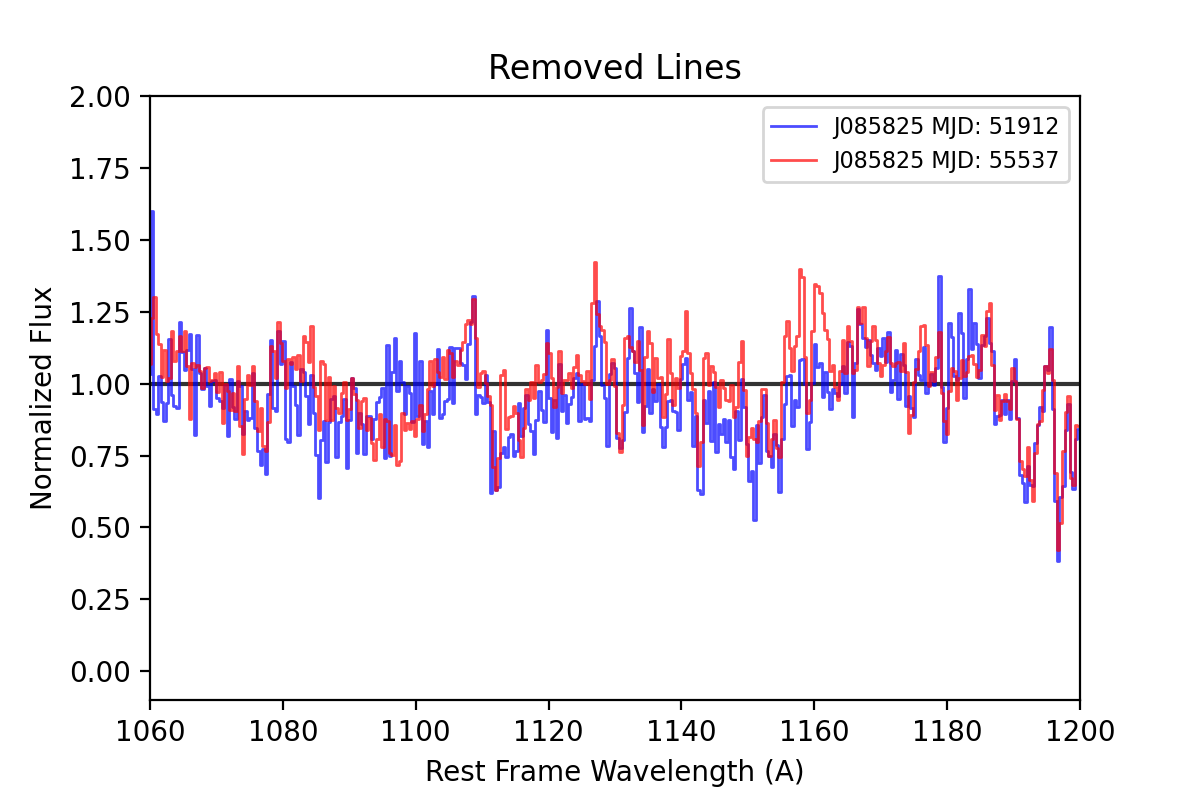 Removed Lines
J085825 MJD: 51912
J085825 MJD: 55537
2.00
1.75
1.50
1.25
1.00
0.75
0.50
0.25
0.00
Normalized Flux
1060 1080 1100 1120 1140 1160 1180 1200
Rest Frame Wavelength (A)